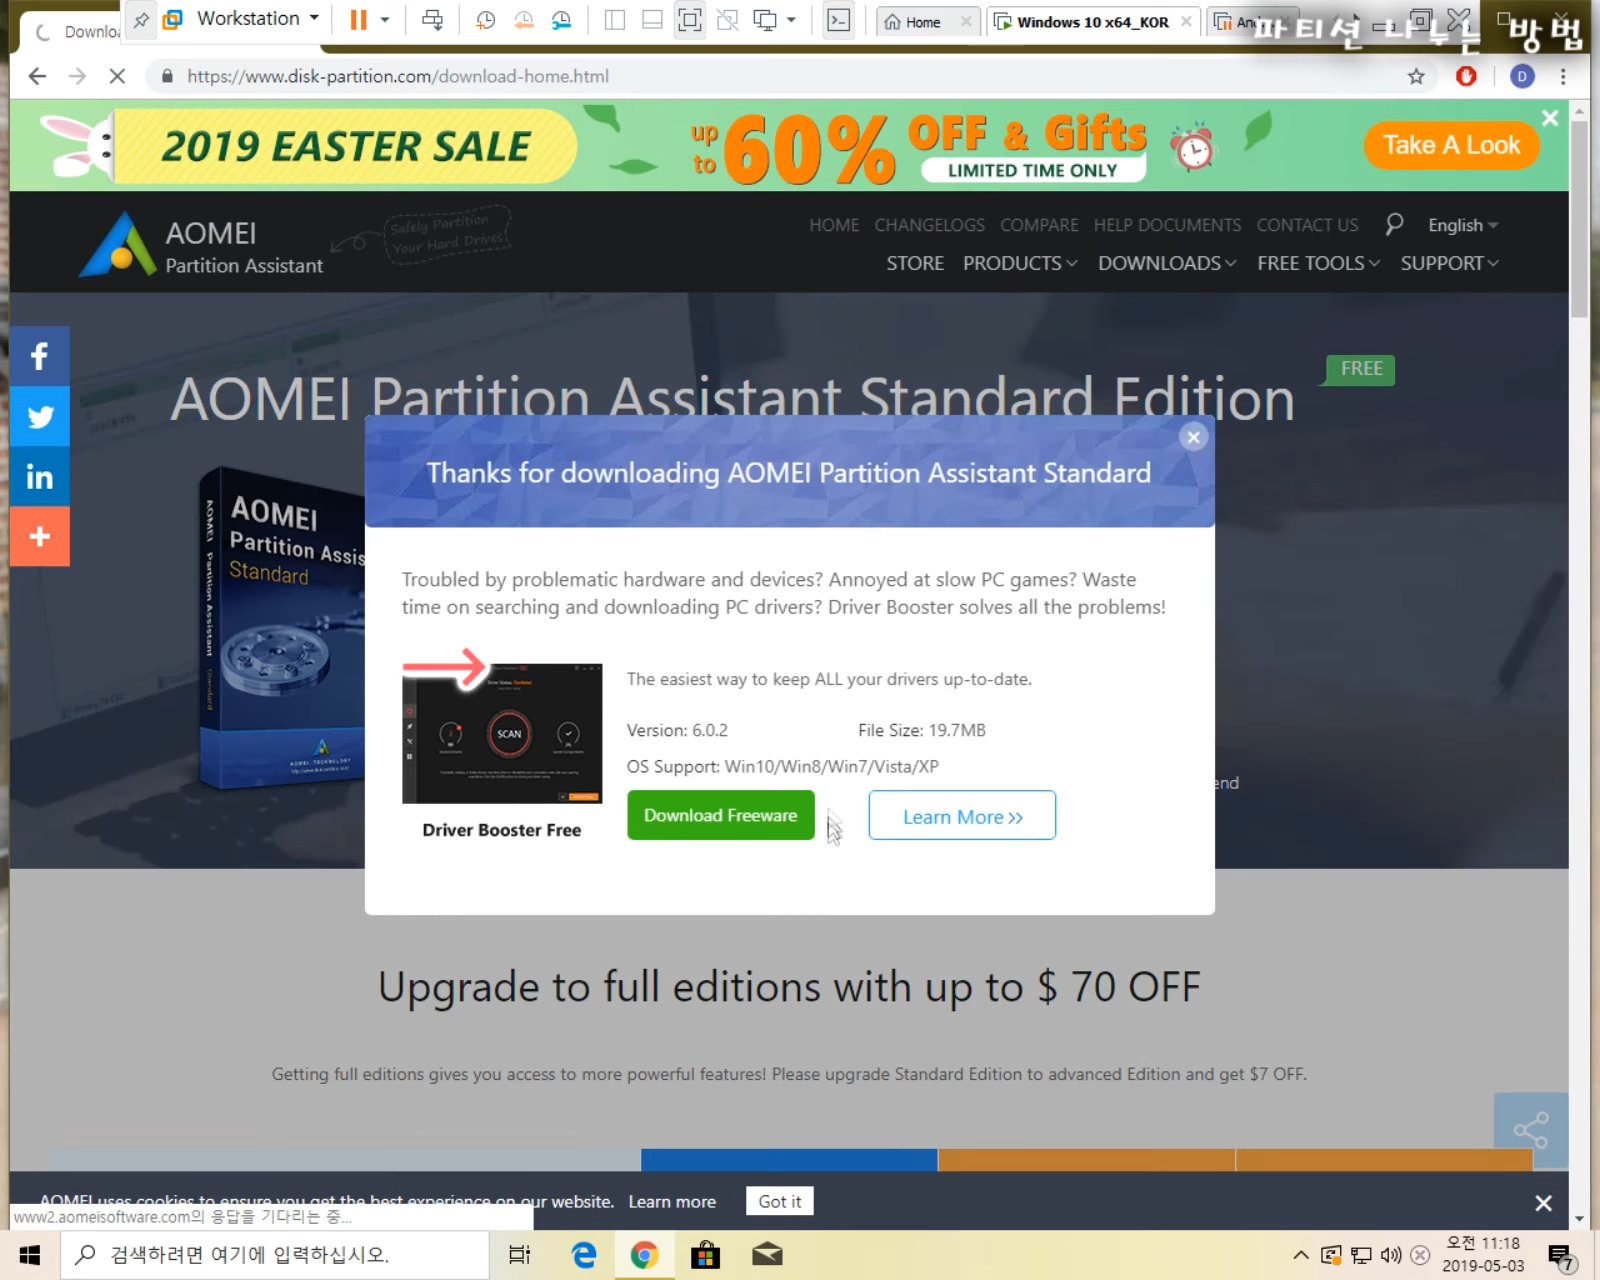 Workstation
Home
Windows 10 x64_KOR
파티션 나누는 방법
https://www.disk-partition.com/download-home.html
D
2019 EASTER SALE
up to 60% OFF & Gifts
LIMITED TIME ONLY
Take A Look
AOMEI
Partition Assistant
Safely Partition
Your Hard Drives!
HOME CHANGELOGS COMPARE HELP DOCUMENTS CONTACT US English
STORE PRODUCTS DOWNLOADS FREE TOOLS SUPPORT
FREE
AOMEI Partition Assistant Standard Edition
f
in
Thanks for downloading AOMEI Partition Assistant Standard
AOMEI
Partition Assis
Standard
AOMEI Partition Assistant
Standard
AOMEI TECHNOLOGY
Troubled by problematic hardware and devices? Annoyed at slow PC games? Waste
time on searching and downloading PC drivers? Driver Booster solves all the problems!
SCAN
The easiest way to keep ALL your drivers up-to-date.
Version: 6.0.2 File Size: 19.7MB
OS Support: Win10/Win8/Win7/Vista/XP
end
Download Freeware
Learn More >>
Driver Booster Free
Upgrade to full editions with up to $ 70 OFF
Getting full editions gives you access to more powerful features! Please upgrade Standard Edition to advanced Edition and get $7 OFF.
AOMEI uses cookies to ensure you get the best experience on our website. Learn more Got it
www2.aomeisoftware.com의 응답을 기다리는 중...
검색하려면 여기에 입력하십시오.
오전 11:18
2019-05-03
7